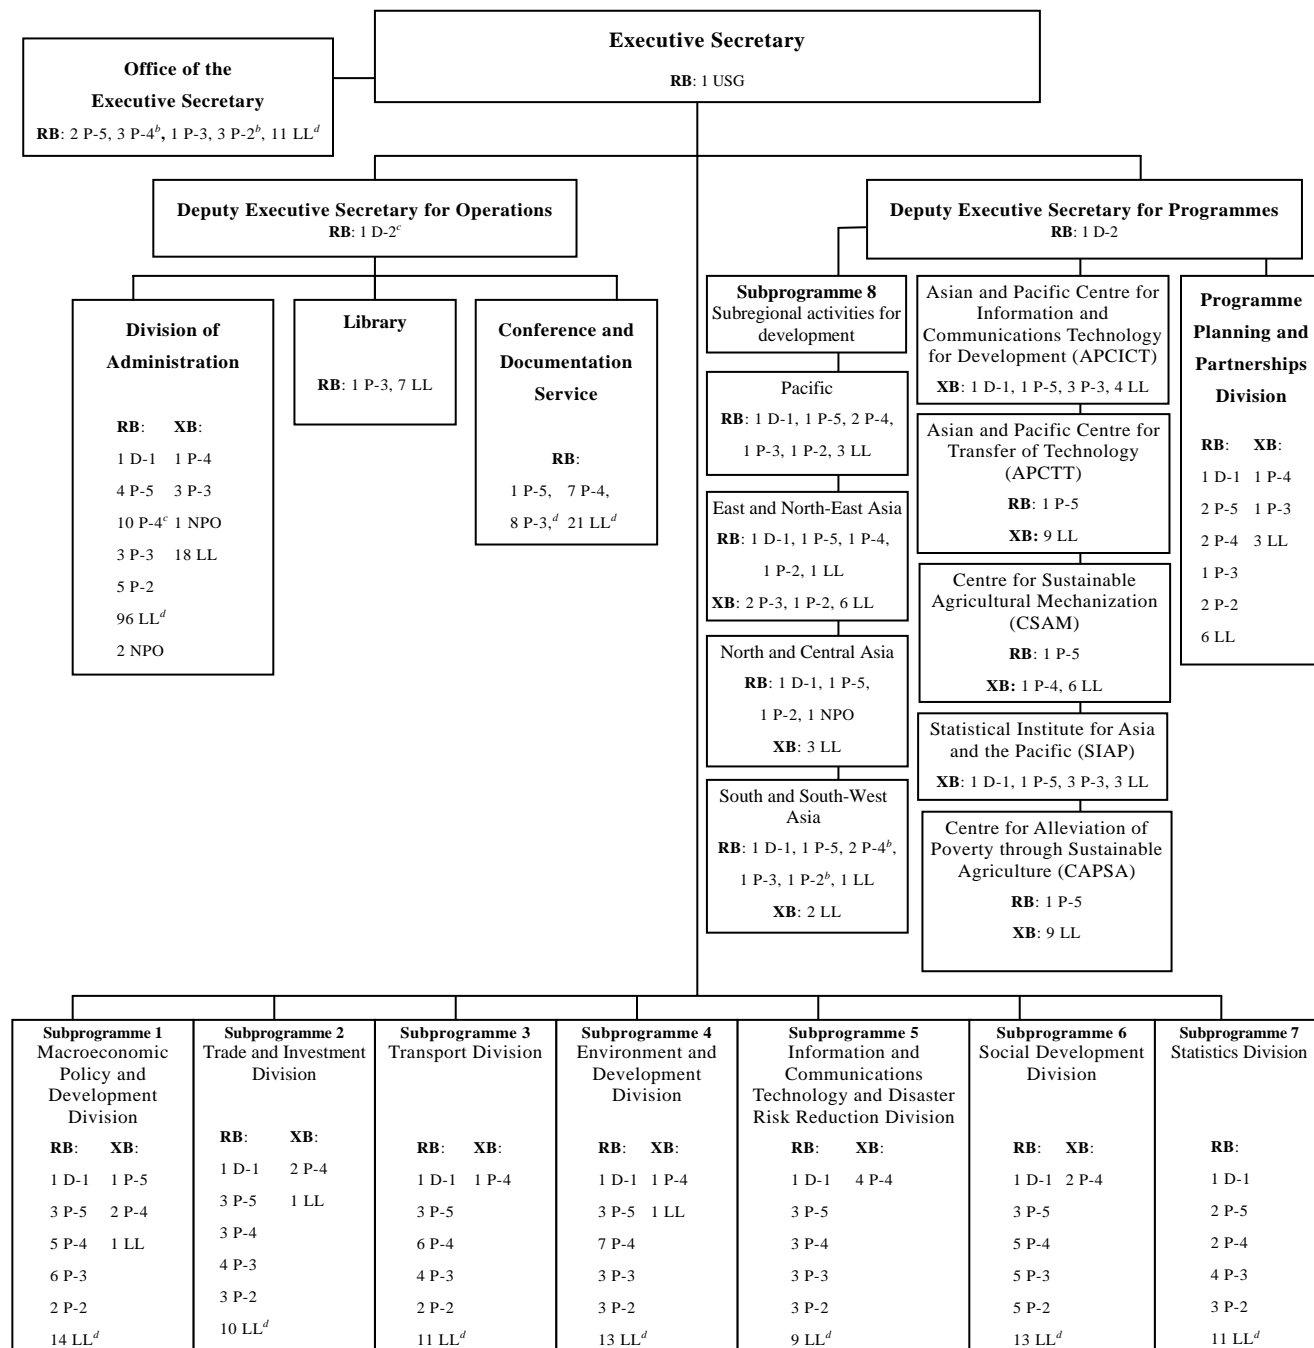 Executive Secretary
RB: 1 USG
Office of the
Executive Secretary
RB: 2 P-5, 3 P-4b, 1 P-3, 3 P-2b, 11 LLd
Deputy Executive Secretary for Operations
RB: 1 D-2c
Deputy Executive Secretary for Programmes
RB: 1 D-2
Division of
Administration
RB: XB:
1 D-1 1 P-4
4 P-5 3 P-3
10 P-4c 1 NPO
3 P-3 18 LL
5 P-2
96 LLd
2 NPO
Library
RB: 1 P-3, 7 LL
Conference and
Documentation
Service
RB:
1 P-5, 7 P-4,
8 P-3,d 21 LLd
Subprogramme 8
Subregional activities for
development
Pacific
RB: 1 D-1, 1 P-5, 2 P-4,
1 P-3, 1 P-2, 3 LL
East and North-East Asia
RB: 1 D-1, 1 P-5, 1 P-4,
1 P-2, 1 LL
XB: 2 P-3, 1 P-2, 6 LL
North and Central Asia
RB: 1 D-1, 1 P-5,
1 P-2, 1 NPO
XB: 3 LL
South and South-West
Asia
RB: 1 D-1, 1 P-5, 2 P-4b,
1 P-3, 1 P-2b, 1 LL
XB: 2 LL
Asian and Pacific Centre for
Information and
Communications Technology
for Development (APCICT)
XB: 1 D-1, 1 P-5, 3 P-3, 4 LL
Asian and Pacific Centre for
Transfer of Technology
(APCTT)
RB: 1 P-5
XB: 9 LL
Centre for Sustainable
Agricultural Mechanization
(CSAM)
RB: 1 P-5
XB: 1 P-4, 6 LL
Statistical Institute for Asia
and the Pacific (SIAP)
XB: 1 D-1, 1 P-5, 3 P-3, 3 LL
Centre for Alleviation of
Poverty through Sustainable
Agriculture (CAPSA)
RB: 1 P-5
XB: 9 LL
Programme
Planning and
Partnerships
Division
RB: XB:
1 D-1 1 P-4
2 P-5 1 P-3
2 P-4 3 LL
1 P-3
2 P-2
6 LL
Subprogramme 1
Macroeconomic
Policy and
Development
Division
RB: XB:
1 D-1 1 P-5
3 P-5 2 P-4
5 P-4 1 LL
6 P-3
2 P-2
14 LLd
Subprogramme 2
Trade and Investment
Division
RB: XB:
1 D-1 2 P-4
3 P-5 1 LL
3 P-4
4 P-3
3 P-2
10 LLd
Subprogramme 3
Transport Division
RB: XB:
1 D-1 1 P-4
3 P-5
6 P-4
4 P-3
2 P-2
11 LLd
Subprogramme 4
Environment and
Development
Division
RB: XB:
1 D-1 1 P-4
3 P-5 1 LL
7 P-4
3 P-3
3 P-2
13 LLd
Subprogramme 5
Information and
Communications
Technology and Disaster
Risk Reduction Division
RB: XB:
1 D-1 4 P-4
3 P-5
3 P-4
3 P-3
3 P-2
9 LLd
Subprogramme 6
Social Development
Division
RB: XB:
1 D-1 2 P-4
3 P-5
5 P-4
5 P-3
5 P-2
13 LLd
Subprogramme 7
Statistics Division
RB:
1 D-1
2 P-5
2 P-4
4 P-3
3 P-2
11 LLd